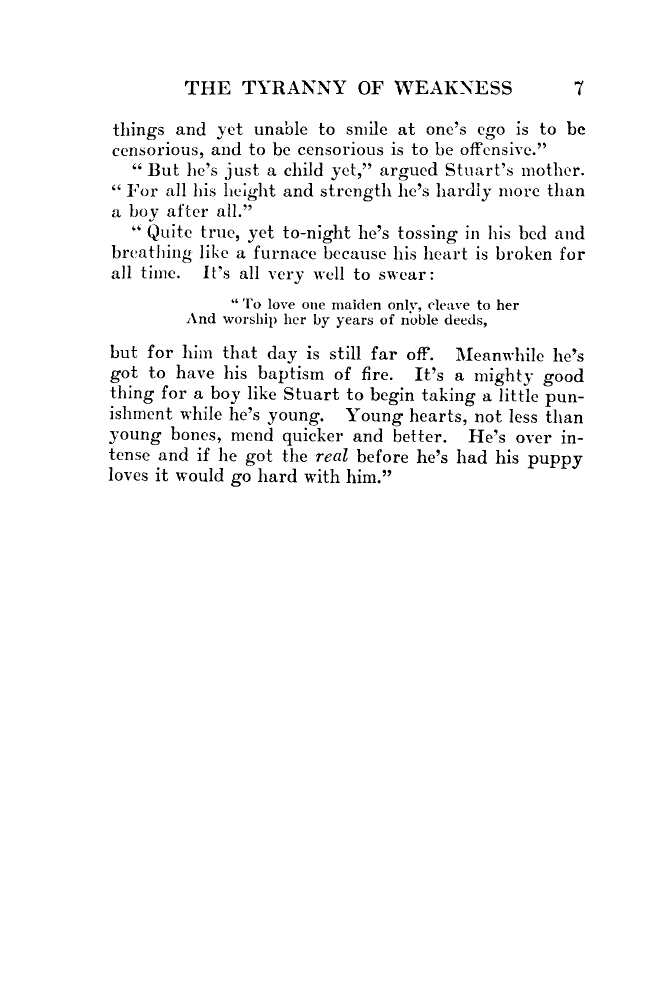 THE TYRANNY OF WEAKNESS 7
things and yet unable to smile at one's ego is to be
censorious, and to be censorious is to be offensive."
"But he's just a child yet," argued Stuart's mother.
"For all his height and strength he's hardly more than
a boy after all."
"Quite true, yet to-night he's tossing in his bed and
breathing like a furnace because his heart is broken for
all time. It's all very well to swear:
"To love one maiden only, cleave to her
And worship her by years of noble deeds,
but for him that day is still far off. Meanwhile he's
got to have his baptism of fire. It's a mighty good
thing for a boy like Stuart to begin taking a little pun-
ishment while he's young. Young hearts, not less than
young bones, mend quicker and better. He's over in-
tense and if he got the real before he's had his puppy
loves it would go hard with him."